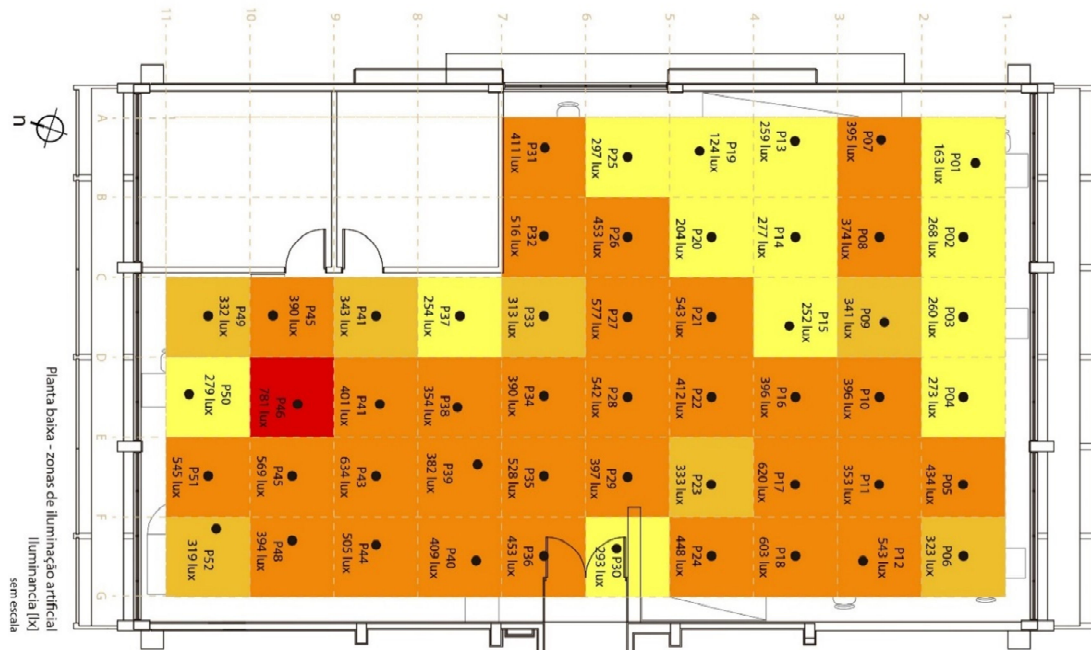 11
10
9
8
7
6
5
4
3
2
1
A
B
C
D
E
F
G
n
P31
411 lux
P25
297 lux
P19
124 lux
P13
259 lux
P07
395 lux
P01
163 lux
P32
516 lux
P26
453 lux
P20
204 lux
P14
277 lux
P08
374 lux
P02
268 lux
P49
332 lux
P45
390 lux
P41
343 lux
P37
254 lux
P33
313 lux
P27
577 lux
P21
543 lux
P15
252 lux
P09
341 lux
P03
260 lux
P50
279 lux
P46
781 lux
P41
401 lux
P38
354 lux
P34
390 lux
P28
542 lux
P22
412 lux
P16
396 lux
P10
396 lux
P04
273 lux
P51
545 lux
P45
569 lux
P43
634 lux
P39
382 lux
P35
528 lux
P29
397 lux
P23
333 lux
P17
620 lux
P11
353 lux
P05
434 lux
P52
319 lux
P48
394 lux
P44
505 lux
P40
409 lux
P36
453 lux
P30
293 lux
P24
448 lux
P18
603 lux
P12
543 lux
P06
323 lux
Planta baixa - zonas de iluminação artificial
Iluminancia [lx]
sem escala